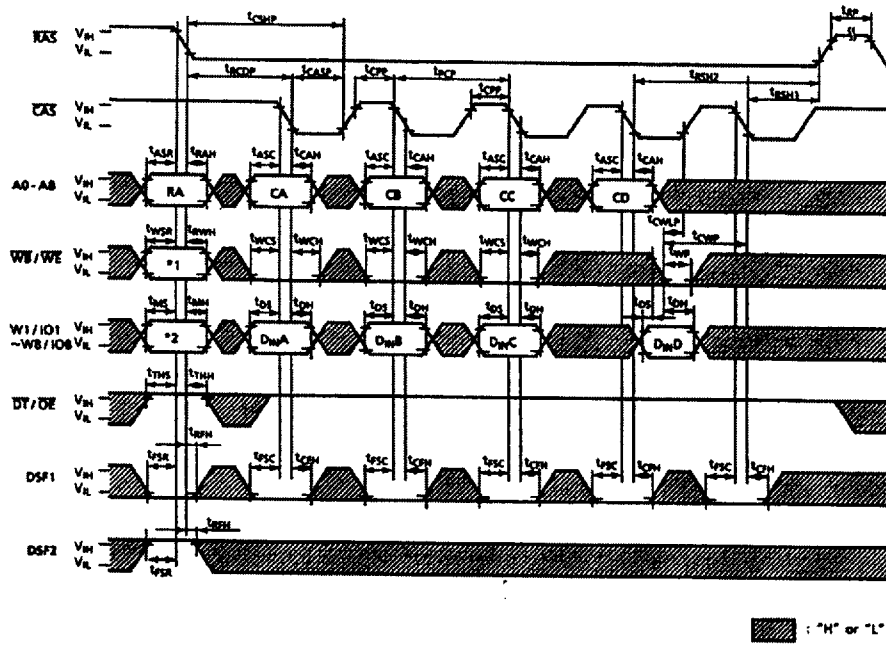 tRP
tCSHP
RAS VIH
VIL
tRCDP tCASP tCPP tPCP tRSH2
tCPP tRSH1
CAS VIH
VIL
tASR tRAH tASC tCAH tASC tCAH tASC tCAH tASC tCAH
A0 - A8 VIH
VIL
RA CA CB CC CD
tCWLP
tCWP
tWSR tRWH tWCS tWCH tWCS tWCH tWCS tWCH tWP
WB / WE VIH
VIL
*1
tMS tMH tDS tDH tDS tDH tDS tDH tDS tDH
W1 / IO1 VIH
~W8 / IO8 VIL
*2 DINA DINB DINC DIND
tTHS tTHH
DT / OE VIH
VIL
tRFH
tFSR tFSC tCFH tFSC tCFH tFSC tCFH tFSC tCFH tFSC tCFH
DSF1 VIH
VIL
tRFH
DSF2 VIH
VIL
tFSR
: "H" or "L"